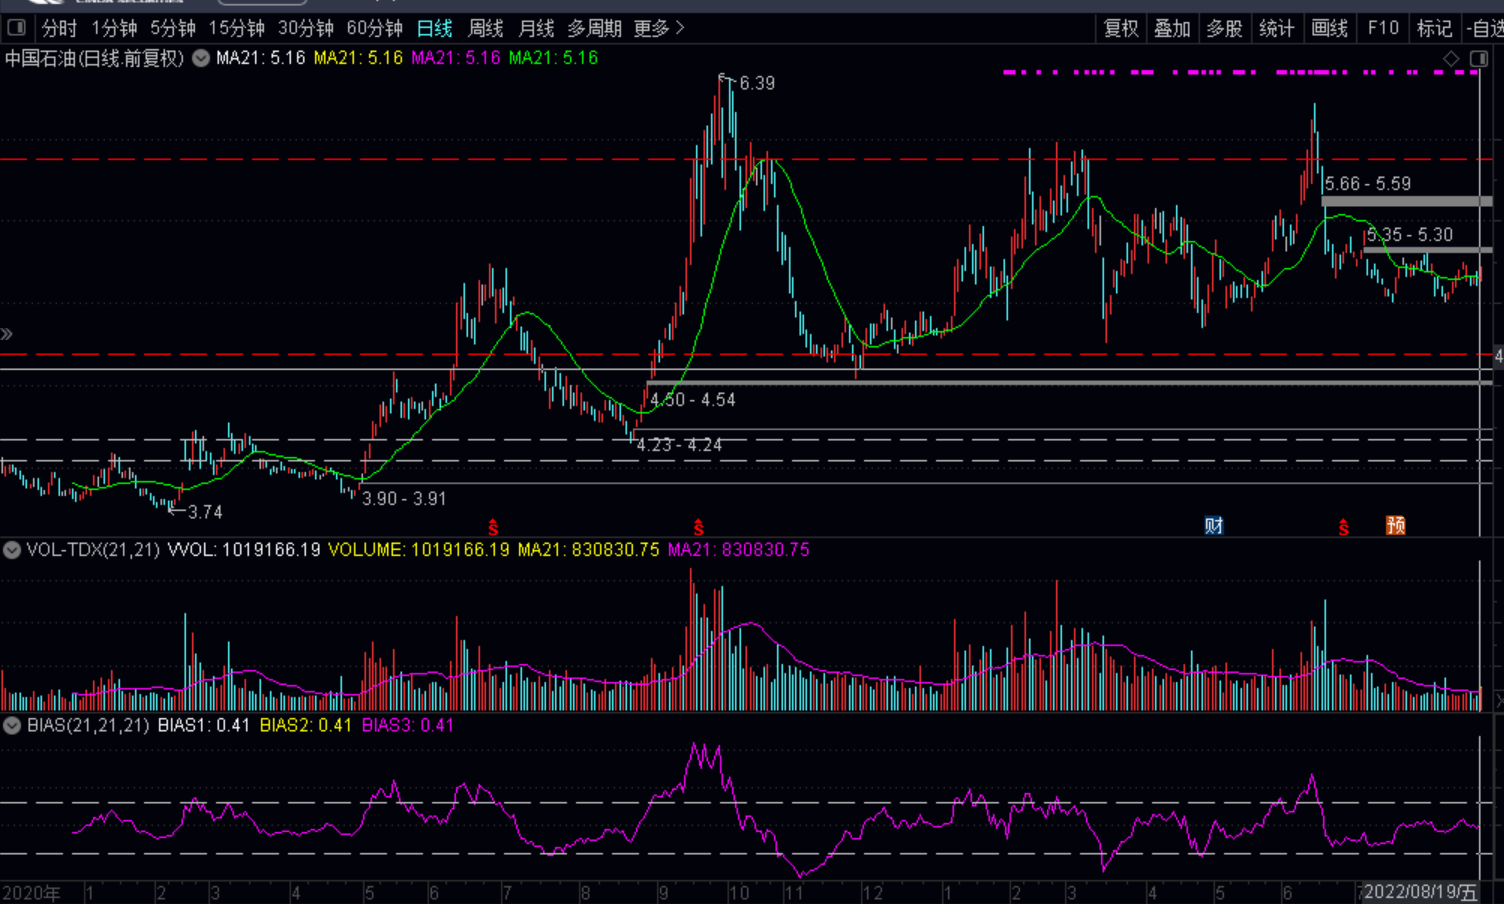 分时 1分钟 5分钟 15分钟 30分钟 60分钟 日线 周线 月线 多周期 更多 > 复权 叠加 多股 统计 画线 F10 标记 -自选
中国石油(日线.前复权) MA21: 5.16 MA21: 5.16 MA21: 5.16 MA21: 5.16
6.39
5.66 - 5.59
5.35 - 5.30
4
4.50 - 4.54
4.23 - 4.24
3.90 - 3.91
3.74
S S 财 S 预
VOL-TDX(21,21) VVOL: 1019166.19 VOLUME: 1019166.19 MA21: 830830.75 MA21: 830830.75
BIAS(21,21,21) BIAS1: 0.41 BIAS2: 0.41 BIAS3: 0.41
2020年 1 2 3 4 5 6 7 8 9 10 11 12 1 2 3 4 5 6 7 2022/08/19/五